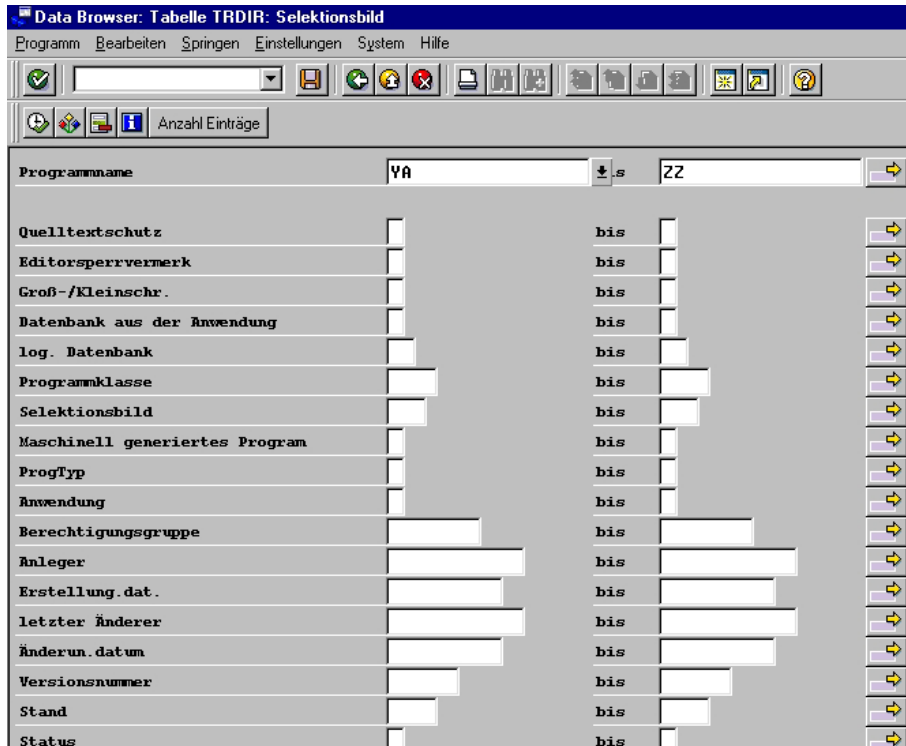 Data Browser: Tabelle TRDIR: Selektionsbild
Programm Bearbeiten Springen Einstellungen System Hilfe
Anzahl Einträge
Programmname YA .s ZZ
Quelltextschutz bis
Editorsperrvermerk bis
Groß-/Kleinschr. bis
Datenbank aus der Anwendung bis
log. Datenbank bis
Programmklasse bis
Selektionsbild bis
Maschinell generiertes Program bis
ProgTyp bis
Anwendung bis
Berechtigungsgruppe bis
Anleger bis
Erstellung.dat. bis
letzter Änderer bis
Änderun.datum bis
Versionsnummer bis
Stand bis
Status bis